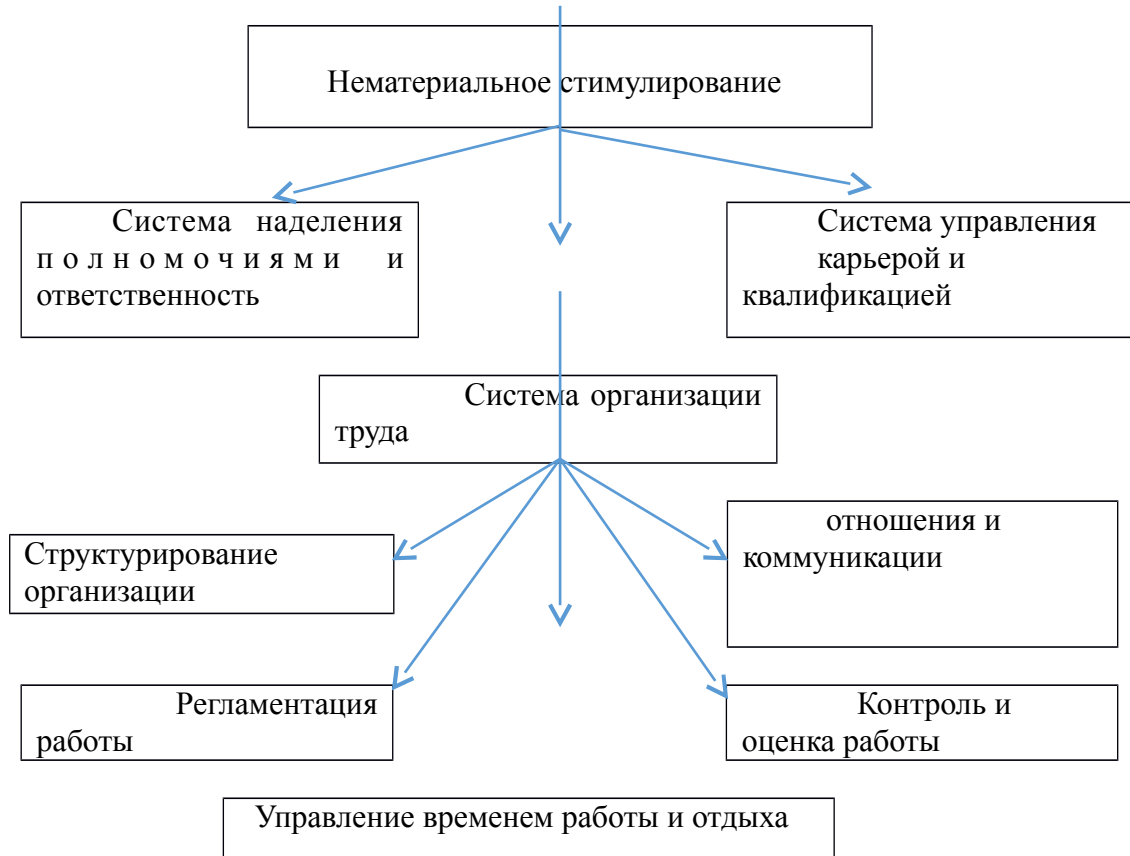 Нематериальное стимулирование
Система наделения
полномочиями и
ответственность
Система управления
карьерой и
квалификацией
Система организации
труда
Структурирование
организации
отношения и
коммуникации
Регламентация
работы
Контроль и
оценка работы
Управление временем работы и отдыха